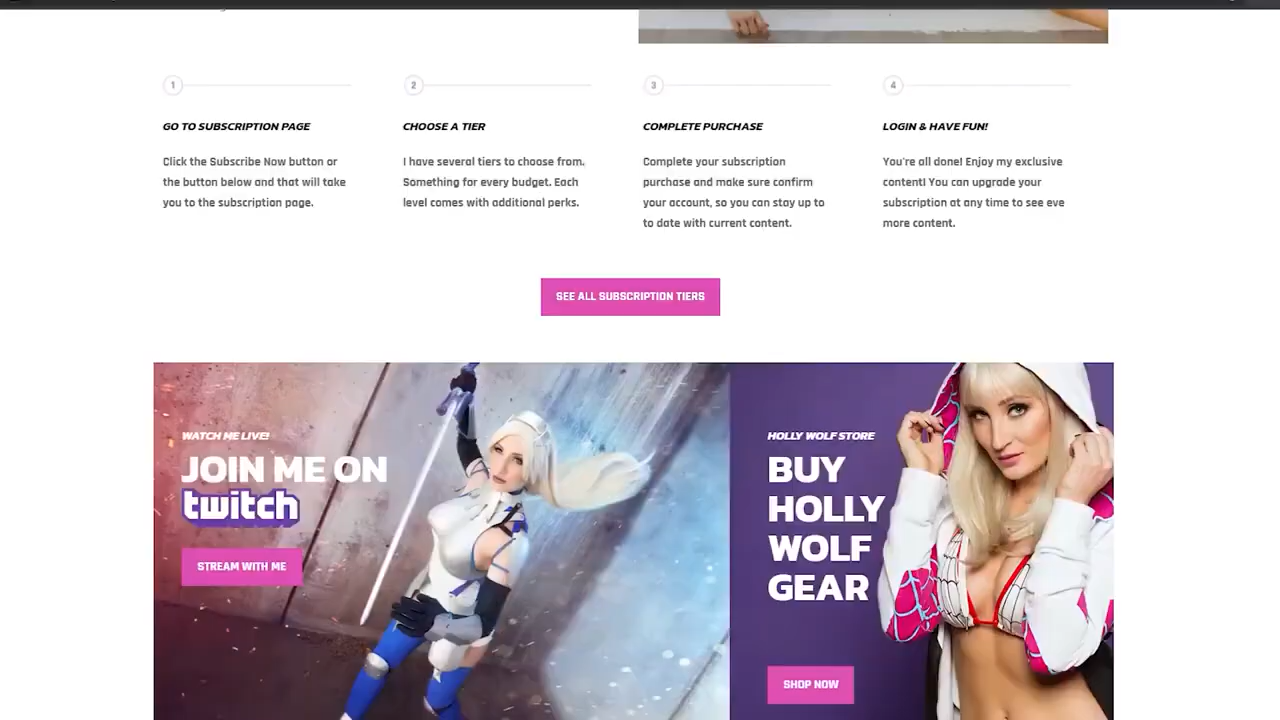 1
GO TO SUBSCRIPTION PAGE
Click the Subscribe Now button or
the button below and that will take
you to the subscription page.
2
CHOOSE A TIER
I have several tiers to choose from.
Something for every budget. Each
level comes with additional perks.
3
COMPLETE PURCHASE
Complete your subscription
purchase and make sure confirm
your account, so you can stay up to
to date with current content.
4
LOGIN & HAVE FUN!
You're all done! Enjoy my exclusive
content! You can upgrade your
subscription at any time to see eve
more content.
SEE ALL SUBSCRIPTION TIERS
WATCH ME LIVE!
JOIN ME ON
twitch
STREAM WITH ME
HOLLY WOLF STORE
BUY
HOLLY
WOLF
GEAR
SHOP NOW